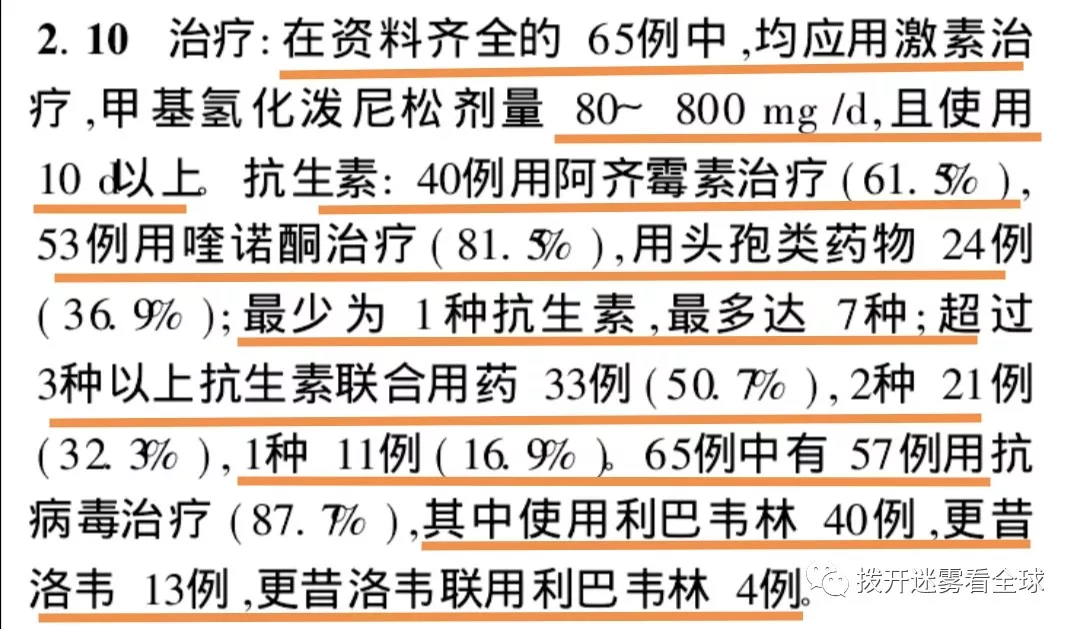 2.10 治疗:在资料齐全的 65例中,均应用激素治
疗,甲基氢化泼尼松剂量 80~ 800 mg /d,且使用
10 d以上。抗生素: 40例用阿齐霉素治疗(61.5%),
53例用喹诺酮治疗(81.5%),用头孢类药物 24例
(36.9%);最少为 1种抗生素,最多达 7种;超过
3种以上抗生素联合用药 33例(50.7%),2种 21例
(32.3%),1种 11例(16.9%)。65例中有 57例用抗
病毒治疗(87.7%),其中使用利巴韦林 40例,更昔
洛韦 13例,更昔洛韦联用利巴韦林 4例。
拨开迷雾看全球